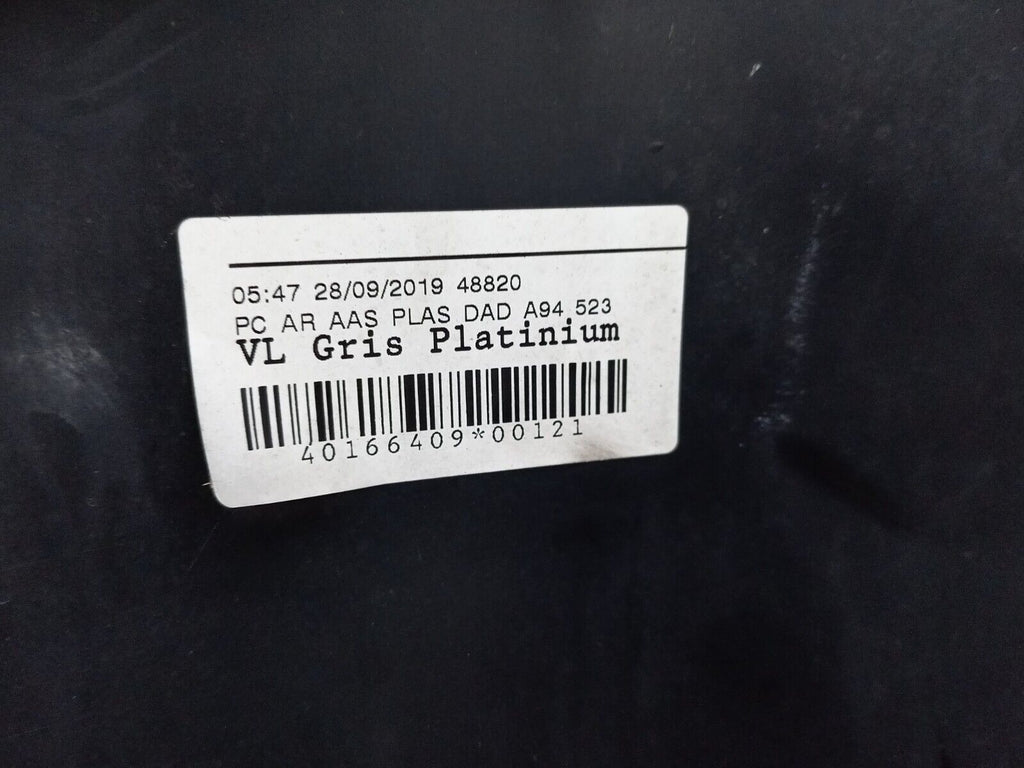 05:47 28/09/2019 48820
PC AR AAS PLAS DAD A94 523
VL Gris Platinium
40166409*00121